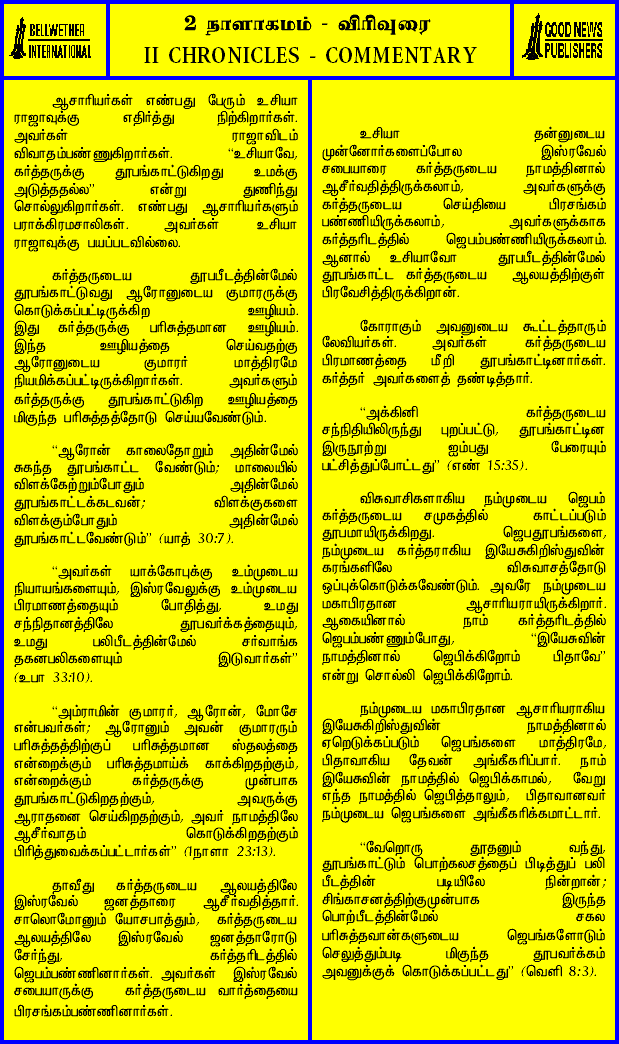 BELLWETHER
INTERNATIONAL
2 நாளாகமம் - விரிவுரை
II CHRONICLES - COMMENTARY
GOOD NEWS
PUBLISHERS
ஆசாரியர்கள் எண்பது பேரும் உசியா
ராஜாவுக்கு எதிர்த்து நிற்கிறார்கள்.
அவர்கள் ராஜாவிடம்
விவாதம்பண்ணுகிறார்கள். “உசியாவே,
கர்த்தருக்கு தூபங்காட்டுகிறது உமக்கு
அடுத்ததல்ல” என்று துணிந்து
சொல்லுகிறார்கள். எண்பது ஆசாரியர்களும்
பராக்கிரமசாலிகள். அவர்கள் உசியா
ராஜாவுக்கு பயப்படவில்லை.
கர்த்தருடைய தூபபீடத்தின்மேல்
தூபங்காட்டுவது ஆரோனுடைய குமாரருக்கு
கொடுக்கப்பட்டிருக்கிற ஊழியம்.
இது கர்த்தருக்கு பரிசுத்தமான ஊழியம்.
இந்த ஊழியத்தை செய்வதற்கு
ஆரோனுடைய குமாரர் மாத்திரமே
நியமிக்கப்பட்டிருக்கிறார்கள். அவர்களும்
கர்த்தருக்கு தூபங்காட்டுகிற ஊழியத்தை
மிகுந்த பரிசுத்தத்தோடு செய்யவேண்டும்.
“ஆரோன் காலைதோறும் அதின்மேல்
சுகந்த தூபங்காட்ட வேண்டும்; மாலையில்
விளக்கேற்றும்போதும் அதின்மேல்
தூபங்காட்டக்கடவன்; விளக்குகளை
விளக்கும்போதும் அதின்மேல்
தூபங்காட்டவேண்டும்” (யாத் 30:7).
“அவர்கள் யாக்கோபுக்கு உம்முடைய
நியாயங்களையும், இஸ்ரவேலுக்கு உம்முடைய
பிரமாணத்தையும் போதித்து, உமது
சந்நிதானத்திலே தூபவர்க்கத்தையும்,
உமது பலிபீடத்தின்மேல் சர்வாங்க
தகனபலிகளையும் இடுவார்கள்”
(உபா 33:10).
“அம்ராமின் குமாரர், ஆரோன், மோசே
என்பவர்கள்; ஆரோனும் அவன் குமாரரும்
பரிசுத்தத்திற்குப் பரிசுத்தமான ஸ்தலத்தை
என்றைக்கும் பரிசுத்தமாய்க் காக்கிறதற்கும்,
என்றைக்கும் கர்த்தருக்கு முன்பாக
தூபங்காட்டுகிறதற்கும், அவருக்கு
ஆராதனை செய்கிறதற்கும், அவர் நாமத்திலே
ஆசீர்வாதம் கொடுக்கிறதற்கும்
பிரித்துவைக்கப்பட்டார்கள்” (1நாளா 23:13).
தாவீது கர்த்தருடைய ஆலயத்திலே
இஸ்ரவேல் ஜனத்தாரை ஆசீர்வதித்தார்.
சாலொமோனும் யோசபாத்தும், கர்த்தருடைய
ஆலயத்திலே இஸ்ரவேல் ஜனத்தாரோடு
சேர்ந்து, கர்த்தரிடத்தில்
ஜெபம்பண்ணினார்கள். அவர்கள் இஸ்ரவேல்
சபையாருக்கு கர்த்தருடைய வார்த்தையை
பிரசங்கம்பண்ணினார்கள்.
உசியா தன்னுடைய
முன்னோர்களைப்போல இஸ்ரவேல்
சபையாரை கர்த்தருடைய நாமத்தினால்
ஆசீர்வதித்திருக்கலாம், அவர்களுக்கு
கர்த்தருடைய செய்தியை பிரசங்கம்
பண்ணியிருக்கலாம், அவர்களுக்காக
கர்த்தரிடத்தில் ஜெபம்பண்ணியிருக்கலாம்.
ஆனால் உசியாவோ தூபபீடத்தின்மேல்
தூபங்காட்ட கர்த்தருடைய ஆலயத்திற்குள்
பிரவேசித்திருக்கிறான்.
கோராகும் அவனுடைய கூட்டத்தாரும்
லேவியர்கள். அவர்கள் கர்த்தருடைய
பிரமாணத்தை மீறி தூபங்காட்டினார்கள்.
கர்த்தர் அவர்களைத் தண்டித்தார்.
“அக்கினி கர்த்தருடைய
சந்நிதியிலிருந்து புறப்பட்டு, தூபங்காட்டின
இருநூற்று ஐம்பது பேரையும்
பட்சித்துப்போட்டது” (எண் 15:35).
விசுவாசிகளாகிய நம்முடைய ஜெபம்
கர்த்தருடைய சமுகத்தில் காட்டப்படும்
தூபமாயிருக்கிறது. ஜெபதூபங்களை,
நம்முடைய கர்த்தராகிய இயேசுகிறிஸ்துவின்
கரங்களிலே விசுவாசத்தோடு
ஒப்புக்கொடுக்கவேண்டும். அவரே நம்முடைய
மகாபிரதான ஆசாரியராயிருக்கிறார்.
ஆகையினால் நாம் கர்த்தரிடத்தில்
ஜெபம்பண்ணும்போது, “இயேசுவின்
நாமத்தினால் ஜெபிக்கிறோம் பிதாவே”
என்று சொல்லி ஜெபிக்கிறோம்.
நம்முடைய மகாபிரதான ஆசாரியராகிய
இயேசுகிறிஸ்துவின் நாமத்தினால்
ஏறெடுக்கப்படும் ஜெபங்களை மாத்திரமே,
பிதாவாகிய தேவன் அங்கீகரிப்பார். நாம்
இயேசுவின் நாமத்தில் ஜெபிக்காமல், வேறு
எந்த நாமத்தில் ஜெபித்தாலும், பிதாவானவர்
நம்முடைய ஜெபங்களை அங்கீகரிக்கமாட்டார்.
“வேறொரு தூதனும் வந்து,
தூபங்காட்டும் பொற்கலசத்தைப் பிடித்துப் பலி
பீடத்தின் படியிலே நின்றான்;
சிங்காசனத்திற்குமுன்பாக இருந்த
பொற்பீடத்தின்மேல் சகல
பரிசுத்தவான்களுடைய ஜெபங்களோடும்
செலுத்தும்படி மிகுந்த தூபவர்க்கம்
அவனுக்குக் கொடுக்கப்பட்டது” (வெளி 8:3).